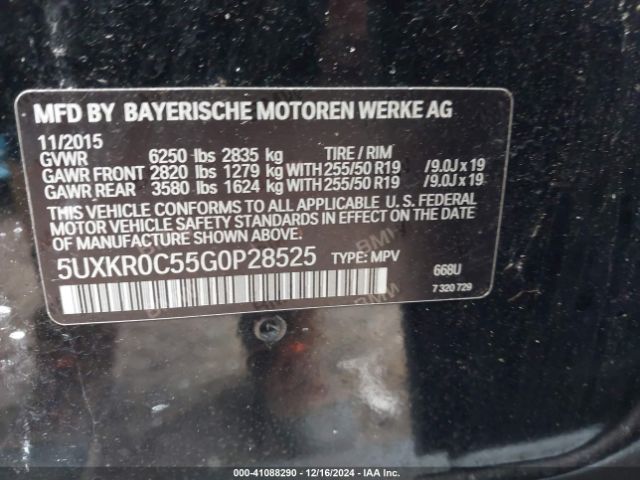 MFD BY BAYERISCHE MOTOREN WERKE AG
11/2015
GVWR 6250 lbs 2835 kg TIRE / RIM
GAWR FRONT 2820 lbs 1279 kg WITH 255/50 R19 /9.0J x 19
GAWR REAR 3580 lbs 1624 kg WITH 255/50 R19 /9.0J x 19
THIS VEHICLE CONFORMS TO ALL APPLICABLE U. S. FEDERAL
MOTOR VEHICLE SAFETY STANDARDS IN EFFECT ON THE DATE
OF MANUFACTURE SHOWN ABOVE.
5UXKR0C55G0P28525 TYPE: MPV
668U
7 320 729
000-41088290 - 12/16/2024 - IAA Inc.